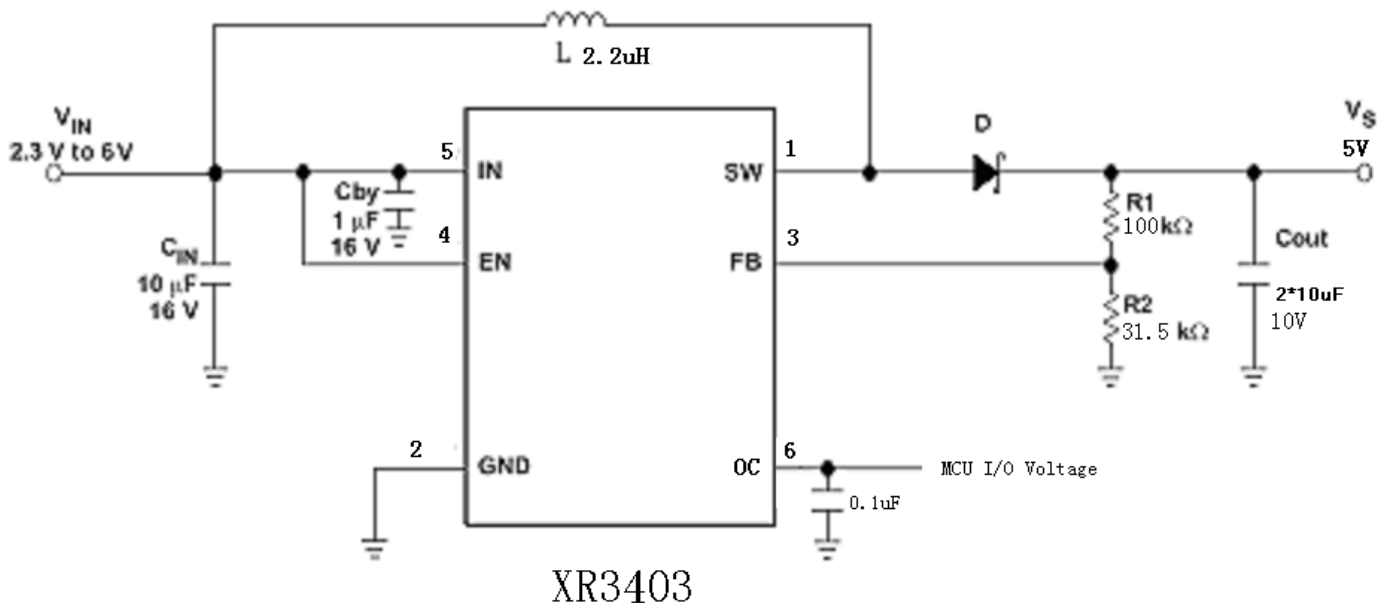 L 2.2uH
VIN
2.3 V to 6V
VS
5V
D
5
IN
SW
1
Cby
1 µF
16 V
4
EN
FB
3
R1
100kΩ
Cout
2*10uF
10V
CIN
10 µF
16 V
R2
31.5 kΩ
2
GND
OC
6
MCU I/O Voltage
0.1uF
XR3403